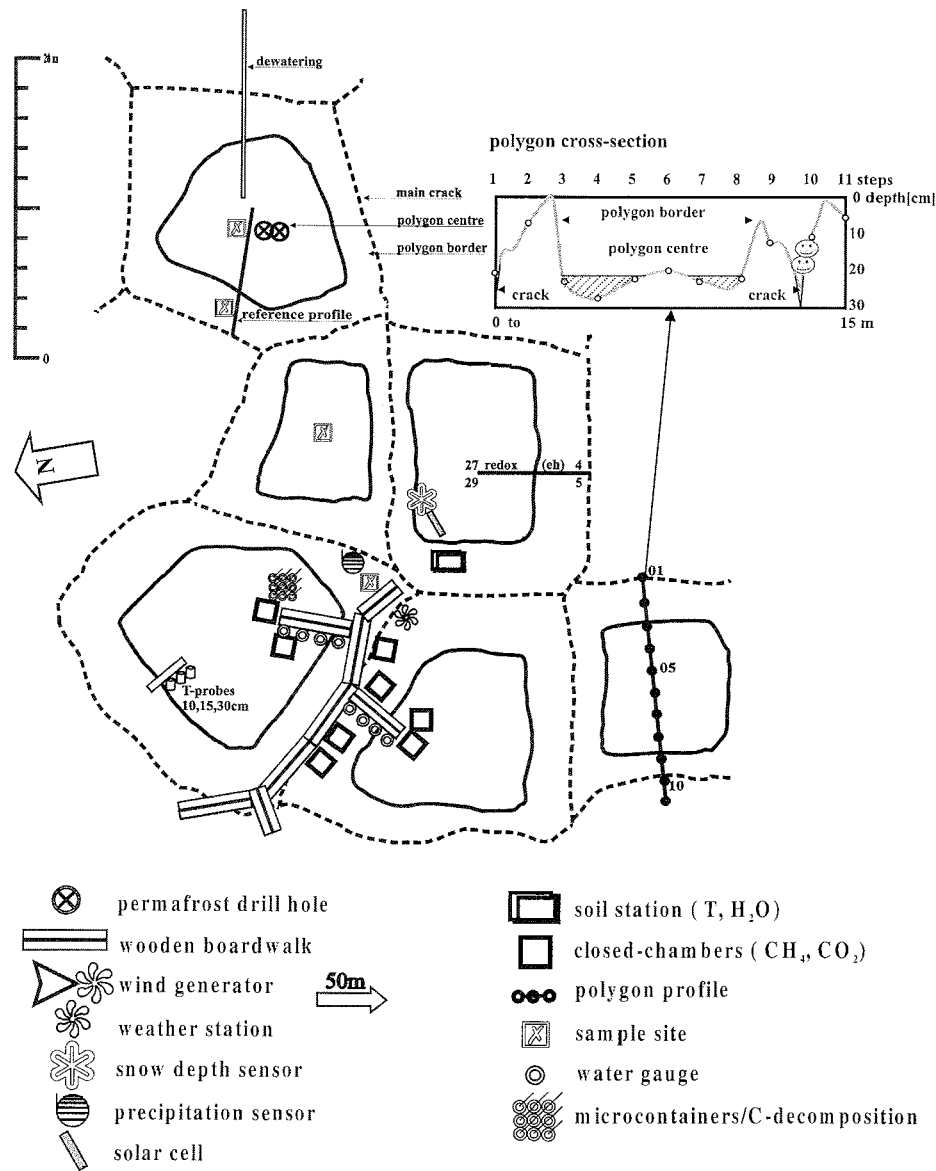 20m
dewatering
polygon cross-section
1 2 3 4 5 6 7 8 9 10 11 steps
0 depth[cm]
main crack
polygon border
10
polygon centre
polygon centre
polygon border
20
crack
crack
30
reference profile
0 to
15 m
0
N
27 redox (eh) 4
29 5
01
05
T-probes
10,15,30cm
10
permafrost drill hole
wooden boardwalk
wind generator
50m
weather station
snow depth sensor
precipitation sensor
solar cell
soil station (T, H₂O)
closed-chambers (CH₄, CO₂)
polygon profile
X sample site
water gauge
microcontainers/C-decomposition